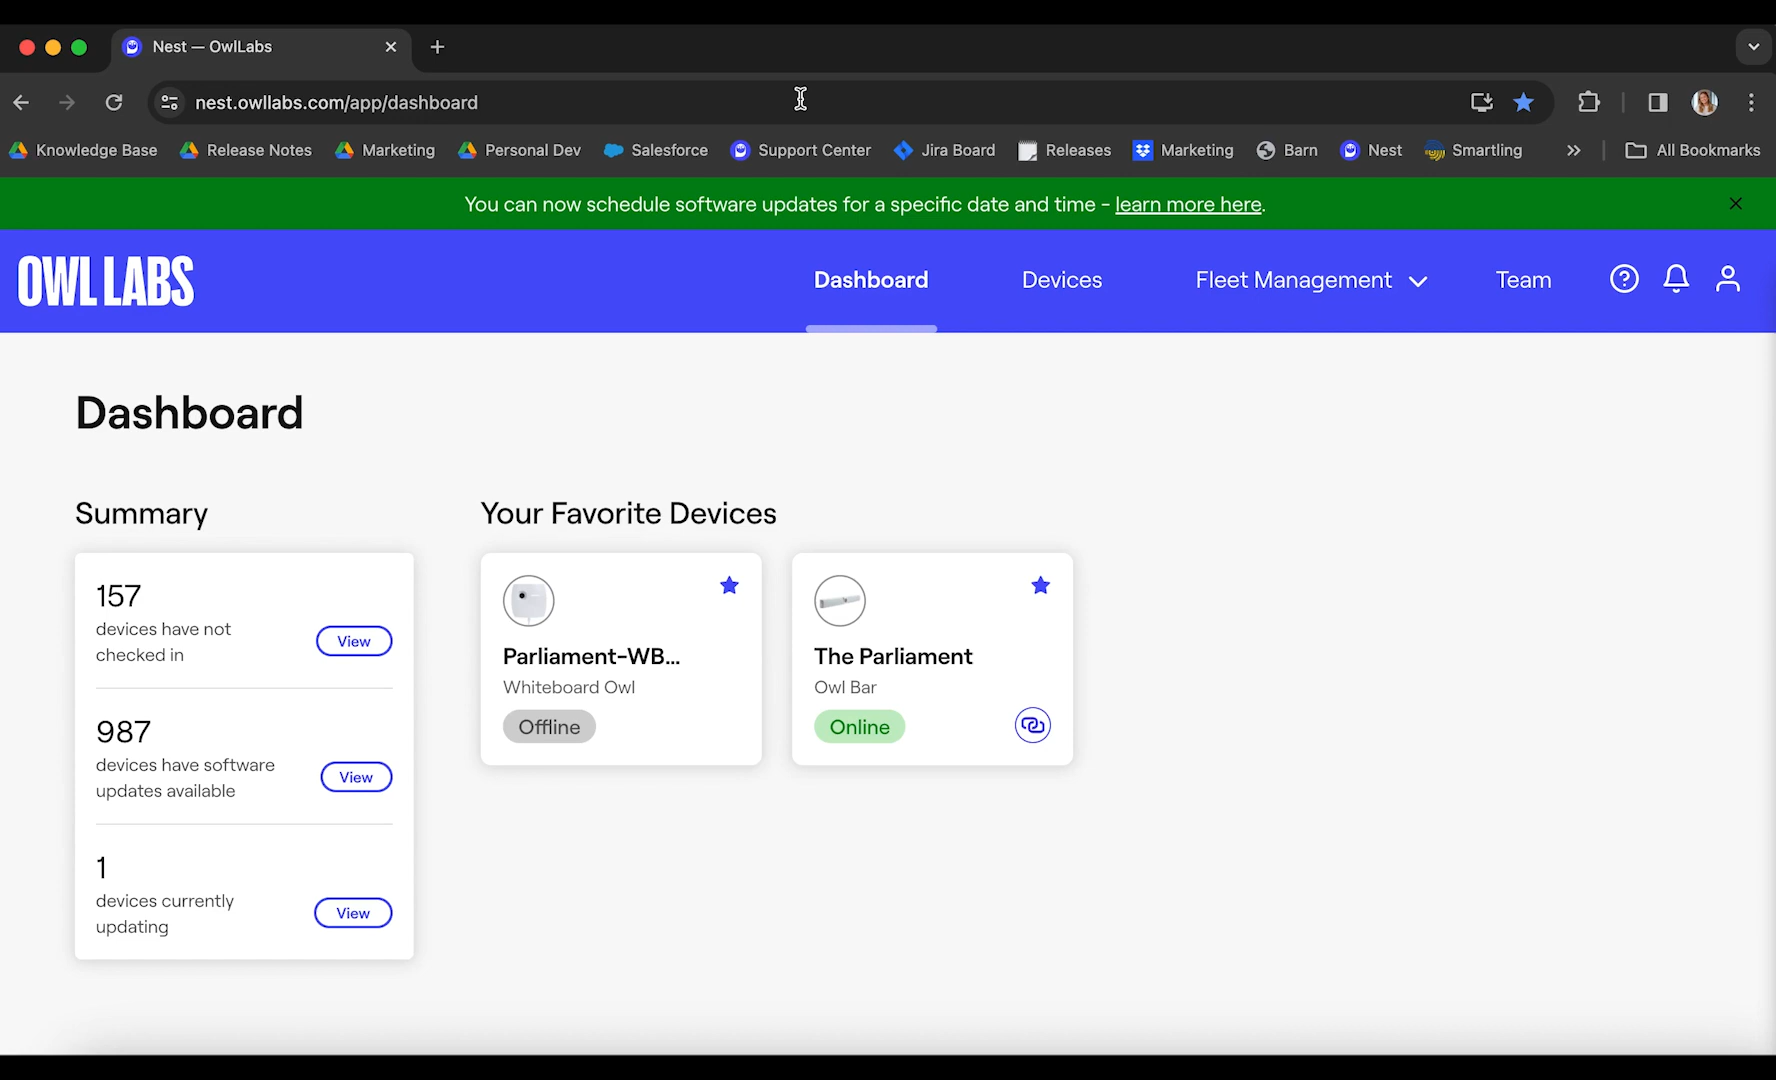 Nest — OwlLabs
nest.owllabs.com/app/dashboard
Knowledge Base Release Notes Marketing Personal Dev Salesforce Support Center Jira Board Releases Marketing Barn Nest Smartling All Bookmarks
You can now schedule software updates for a specific date and time - learn more here.
OWL LABS
Dashboard Devices Fleet Management Team
Dashboard
Summary
157
devices have not
checked in
View
987
devices have software
updates available
View
1
devices currently
updating
View
Your Favorite Devices
Parliament-WB...
Whiteboard Owl
Offline
The Parliament
Owl Bar
Online